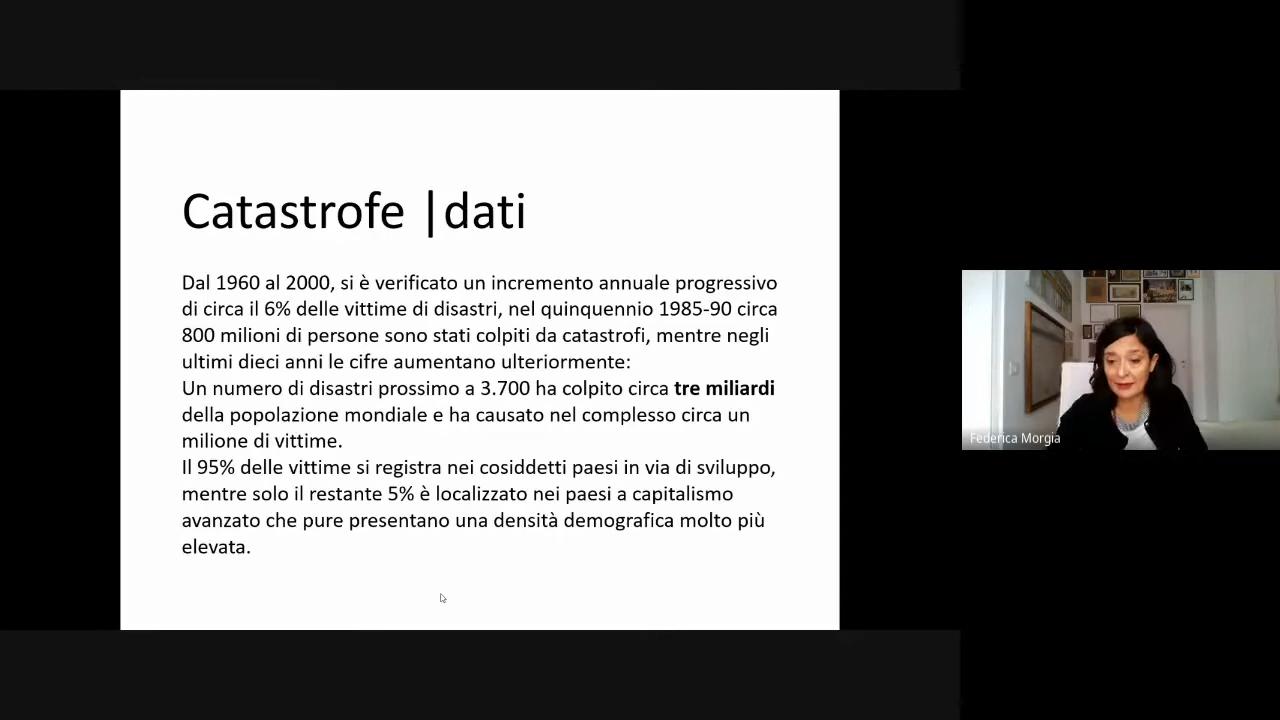 Catastrofe |dati
Dal 1960 al 2000, si è verificato un incremento annuale progressivo
di circa il 6% delle vittime di disastri, nel quinquennio 1985-90 circa
800 milioni di persone sono stati colpiti da catastrofi, mentre negli
ultimi dieci anni le cifre aumentano ulteriormente:
Un numero di disastri prossimo a 3.700 ha colpito circa tre miliardi
della popolazione mondiale e ha causato nel complesso circa un
milione di vittime.
Il 95% delle vittime si registra nei cosiddetti paesi in via di sviluppo,
mentre solo il restante 5% è localizzato nei paesi a capitalismo
avanzato che pure presentano una densità demografica molto più
elevata.
Federica Morgia